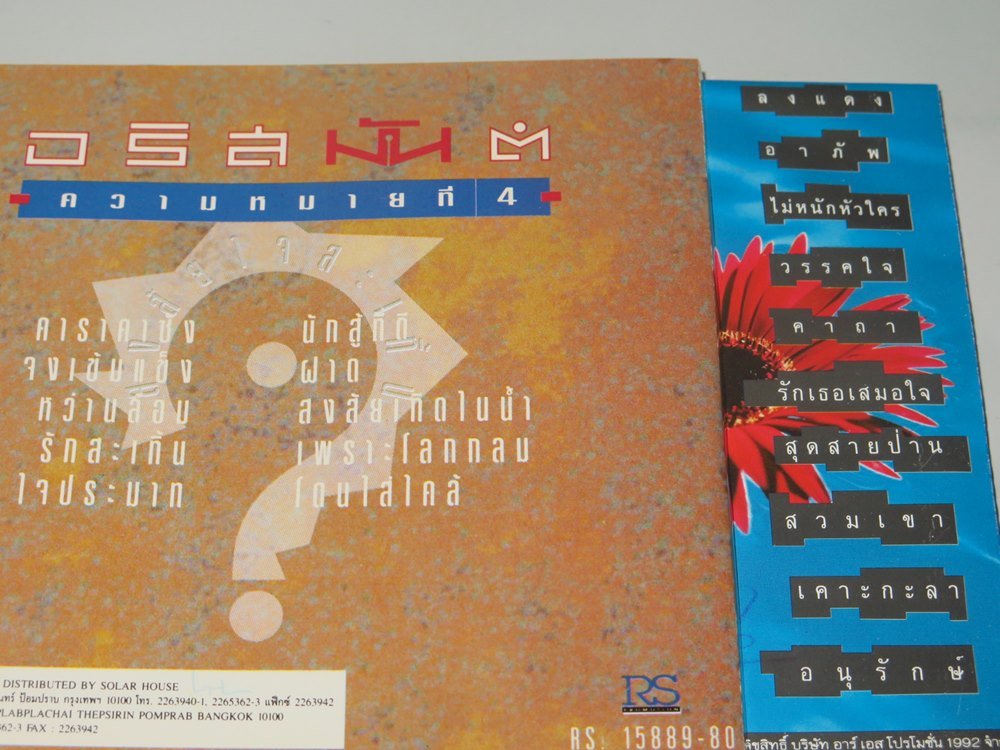 อริสมันต์
ความหมายที่ 4
คาราคาซัง
จงเข้มแข็ง
หว่านล้อม
รักสะเทิ้น
ใจประมาท
นักสู้กู้
ฝาด
สงสัยเกิดในน้ำ
เพราะโลกกลม
โดนไล่ใคล้
DISTRIBUTED BY SOLAR HOUSE
ป้อมปราบ กรุงเทพฯ 10100 โทร. 2263940-1, 2265362-3 แฟ็กซ์ 2263942
PLABPLACHAI THEPSIRIN POMPRAB BANGKOK 10100
362-3 FAX : 2263942
RS
PROMOTION
RS: 15889-80
ลงแดง
อาภัพ
ไม่หนักหัวใคร
วรรคใจ
คาถา
รักเธอเสมอใจ
สุดสายป่าน
สวมเขา
เคาะกะลา
อนุรักษ์
ลิขสิทธิ์ บริษัท อาร์ เอส โปรโมชั่น 1992 จำ